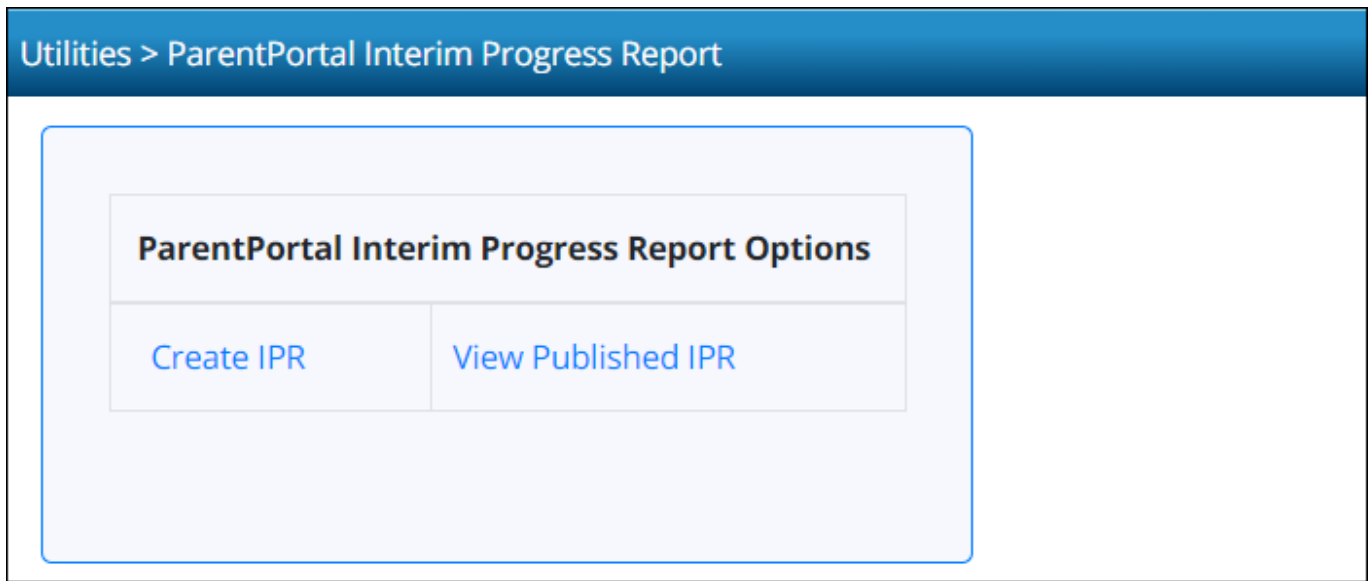 Utilities > ParentPortal Interim Progress Report
ParentPortal Interim Progress Report Options
Create IPR
View Published IPR